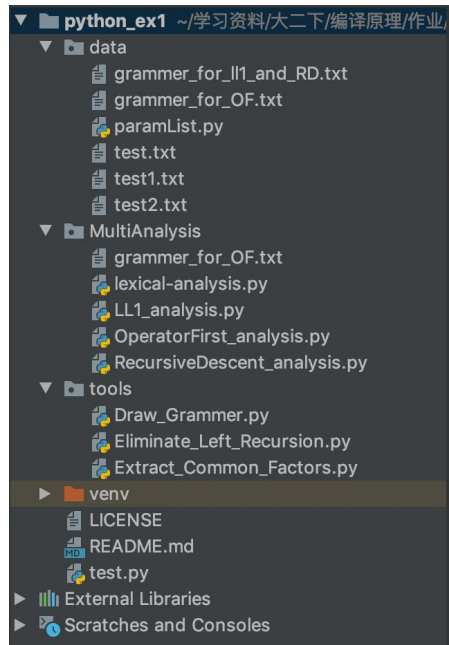 python_ex1 ~/学习资料/大二下/编译原理/作业/
data
grammer_for_ll1_and_RD.txt
grammer_for_OF.txt
paramList.py
test.txt
test1.txt
test2.txt
MultiAnalysis
grammer_for_OF.txt
lexical-analysis.py
LL1_analysis.py
OperatorFirst_analysis.py
RecursiveDescent_analysis.py
tools
Draw_Grammer.py
Eliminate_Left_Recursion.py
Extract_Common_Factors.py
venv
LICENSE
MD README.md
test.py
External Libraries
Scratches and Consoles